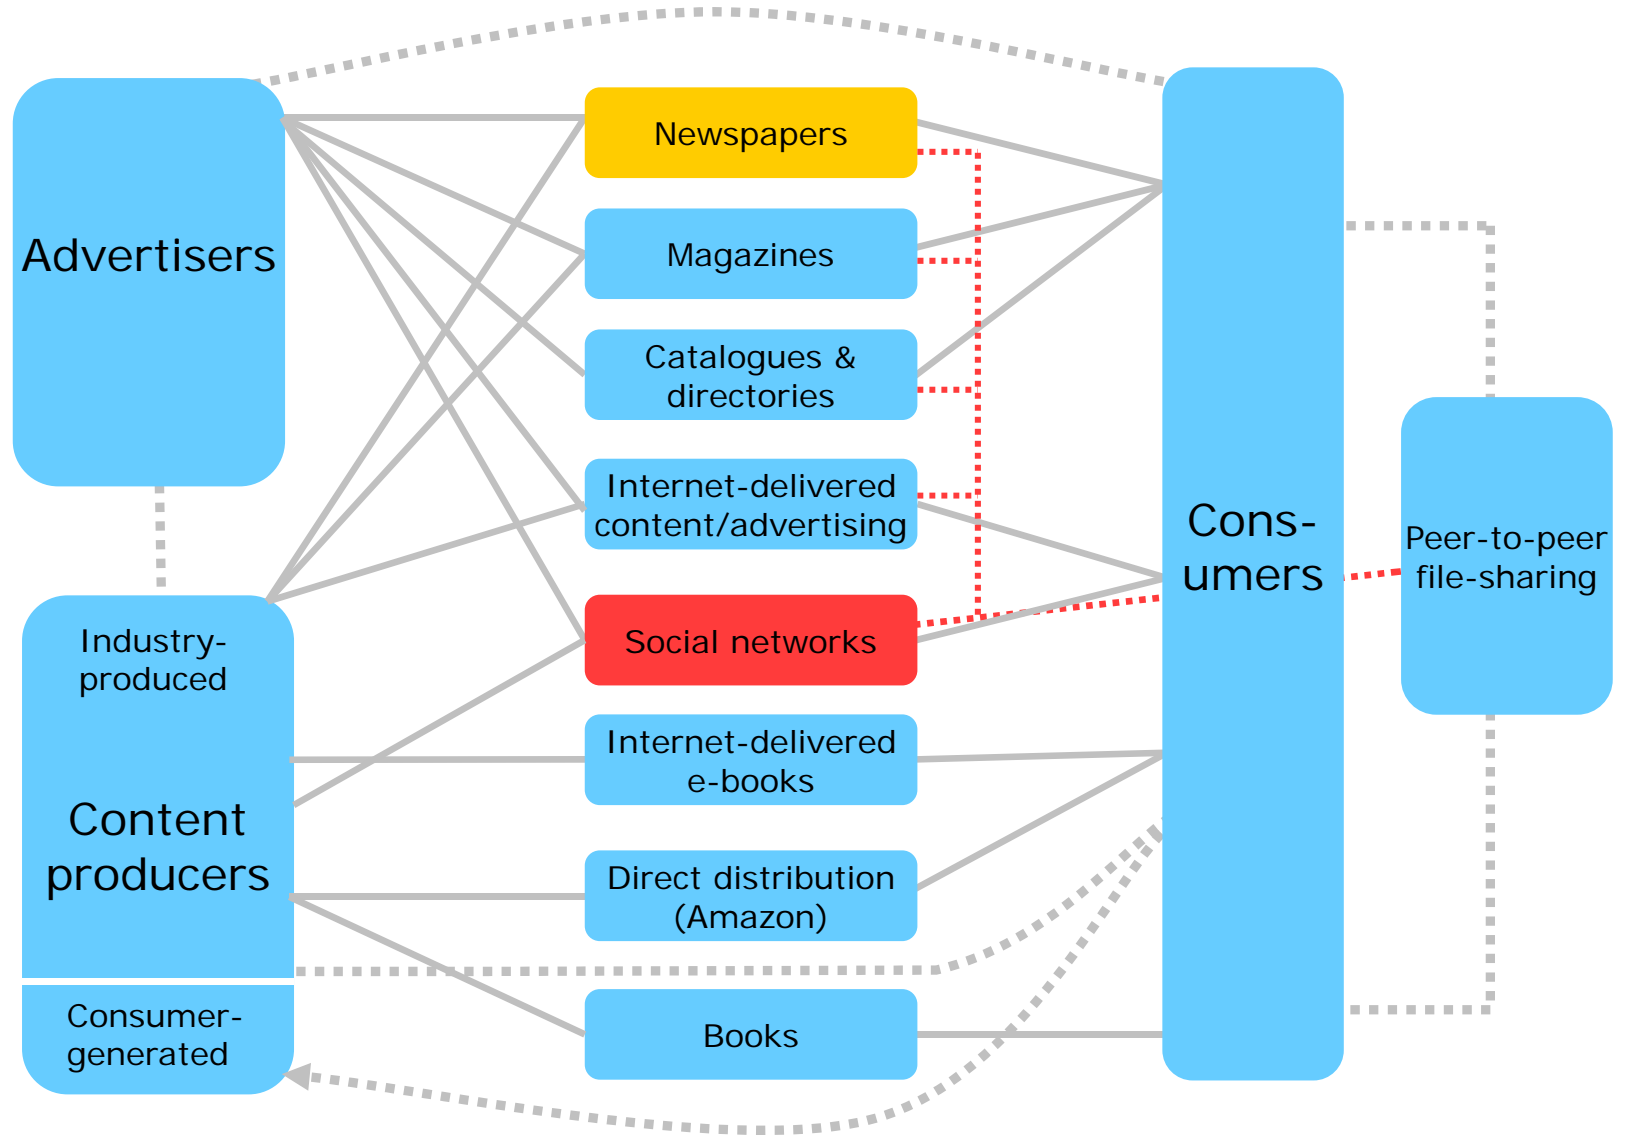 Advertisers
Newspapers
Magazines
Catalogues &
directories
Internet-delivered
content/advertising
Social networks
Internet-delivered
e-books
Direct distribution
(Amazon)
Books
Industry-
produced
Content
producers
Consumer-
generated
Cons-
umers
Peer-to-peer
file-sharing